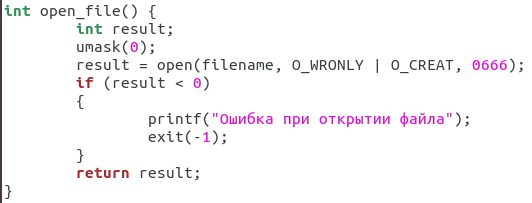 int open_file() {
int result;
umask(0);
result = open(filename, O_WRONLY | O_CREAT, 0666);
if (result < 0)
{
printf("Ошибка при открытии файла");
exit(-1);
}
return result;
}